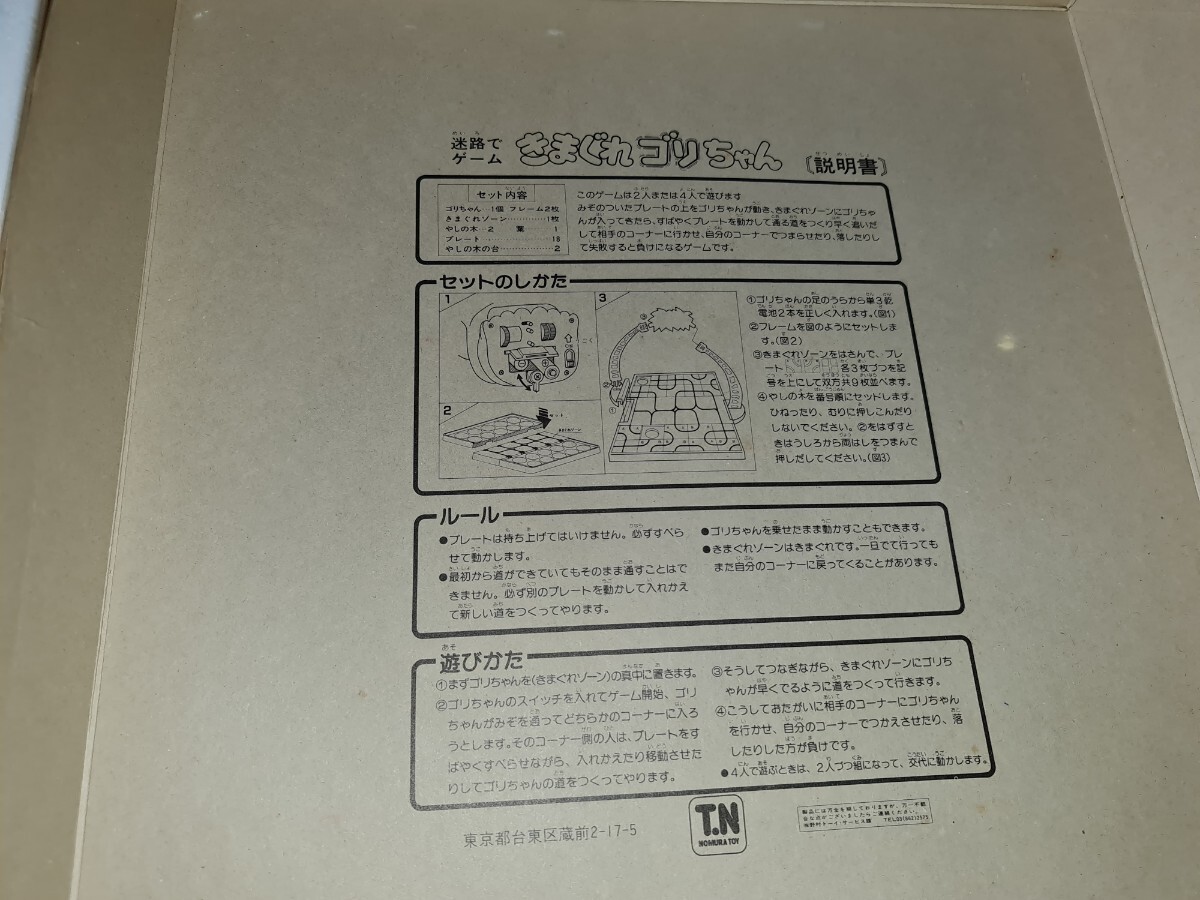 迷路で
ゲーム
きまぐれゴリちゃん
〔説明書〕
セット内容
ゴリちゃん…1個 フレーム2枚
きまぐれゾーン…………1枚
やしの木…2 葉 1
プレート…………18
やしの木の台…………2
このゲームは2人または4人で遊びます
みぞのついたプレートの上をゴリちゃんが動き、きまぐれゾーンにゴリちゃ
んが入ってきたら、すばやくプレートを動かして通る道をつくり早く追いだ
して相手のコーナーに行かせ、自分のコーナーでつまらせたり、落したりし
て失敗すると負けになるゲームです。
セットのしかた
1
2
3
①ゴリちゃんの足のうらから単3乾
電池2本を正しく入れます。(図1)
②フレームを図のようにセットしま
す。(図2)
③きまぐれゾーンをはさんで、プレ
ート 各3枚づつを記
号を上にして双方共9枚並べます。
④やしの木を番号順にセットします。
ひねったり、むりに押しこんだり
しないでください。②をはずすと
きはうしろから両はしをつまんで
押しだしてください。(図3)
ルール
●プレートは持ち上げてはいけません。必ずすべら
せて動かします。
●最初から道ができていてもそのまま通すことはで
きません。必ず別のプレートを動かして入れかえ
て新しい道をつくってやります。
●ゴリちゃんを乗せたまま動かすこともできます。
●きまぐれゾーンはきまぐれです。一旦でて行っても
また自分のコーナーに戻ってくることがあります。
遊びかた
①まずゴリちゃんを(きまぐれゾーン)の真中に置きます。
②ゴリちゃんのスイッチを入れてゲーム開始、ゴリ
ちゃんがみぞを通ってどちらかのコーナーに入ろ
うとします。そのコーナー側の人は、プレートをす
ばやくすべらせながら、入れかえたり移動させた
りしてゴリちゃんの道をつくってやります。
③そうしてつなぎながら、きまぐれゾーンにゴリち
ゃんが早くでるように道をつくって行きます。
④こうしておたがいに相手のコーナーにゴリちゃん
を行かせ、自分のコーナーでつかえさせたり、落
したりした方が負けです。
●4人で遊ぶときは、2人づつ組になって、交代に動かします。
東京都台東区蔵前2-17-5
T.N
NOMURA TOY
製品には万全を期しておりますが、万一不都
合な点がございましたらご連絡ください。